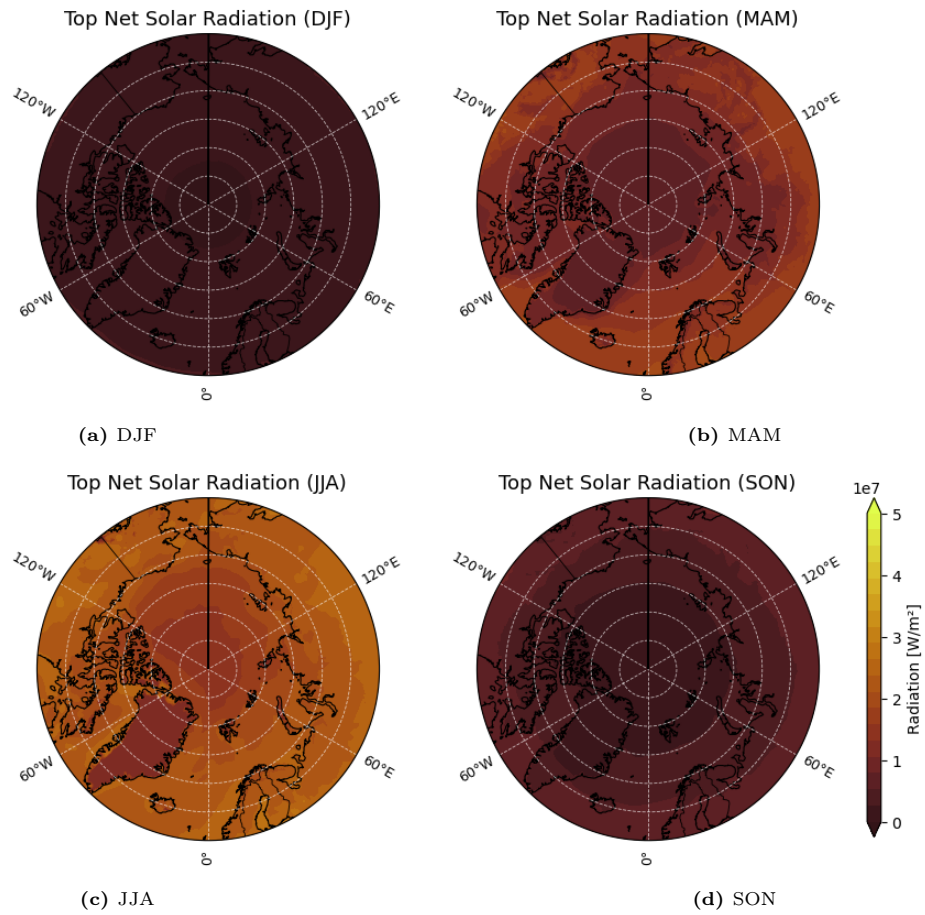 Top Net Solar Radiation (DJF)
120°W
120°E
60°W
60°E
0°
(a) DJF
Top Net Solar Radiation (MAM)
120°W
120°E
60°W
60°E
0°
(b) MAM
Top Net Solar Radiation (JJA)
120°W
120°E
60°W
60°E
0°
(c) JJA
Top Net Solar Radiation (SON)
120°W
120°E
60°W
60°E
0°
(d) SON
1e7
5
4
3
2
1
0
Radiation [W/m²]